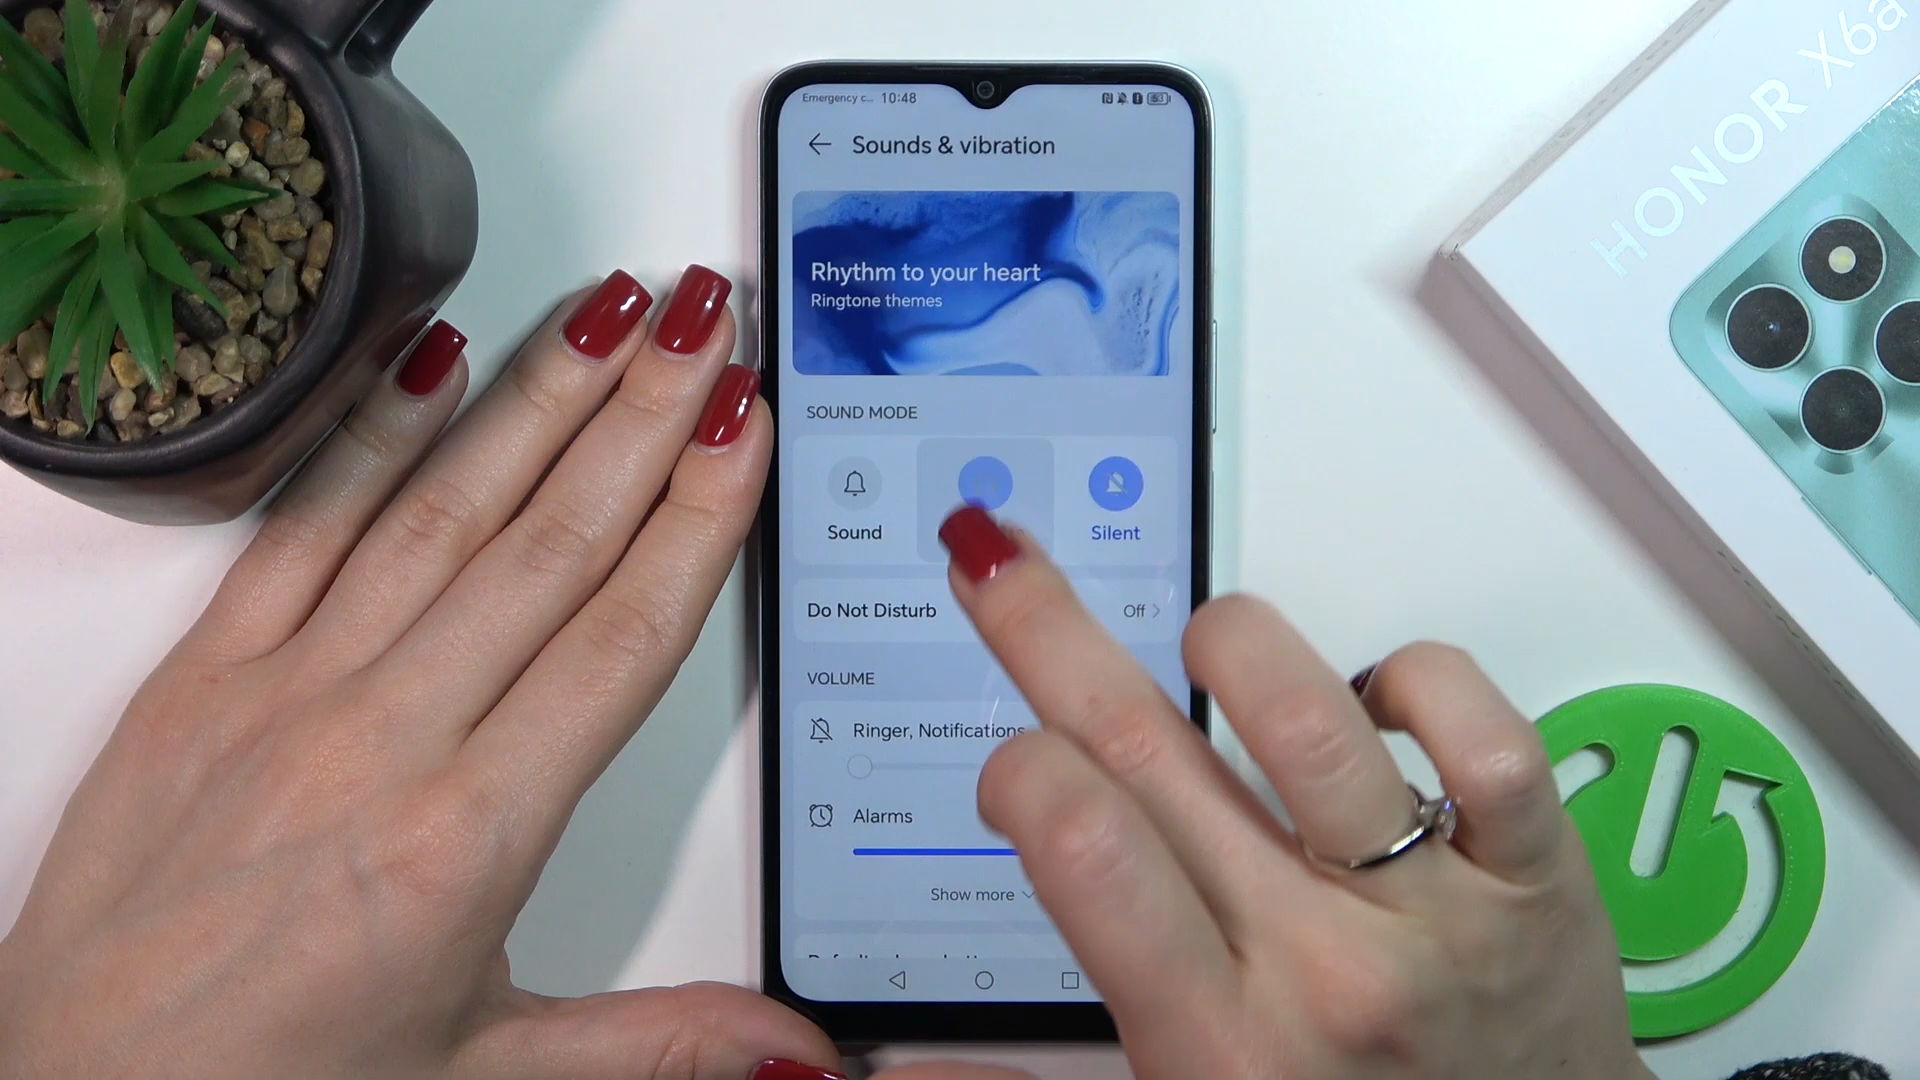 Emergency c... 10:48
Sounds & vibration
Rhythm to your heart
Ringtone themes
SOUND MODE
Sound
Silent
Do Not Disturb
Off
VOLUME
Ringer, Notifications
Alarms
Show more
HONOR X6a